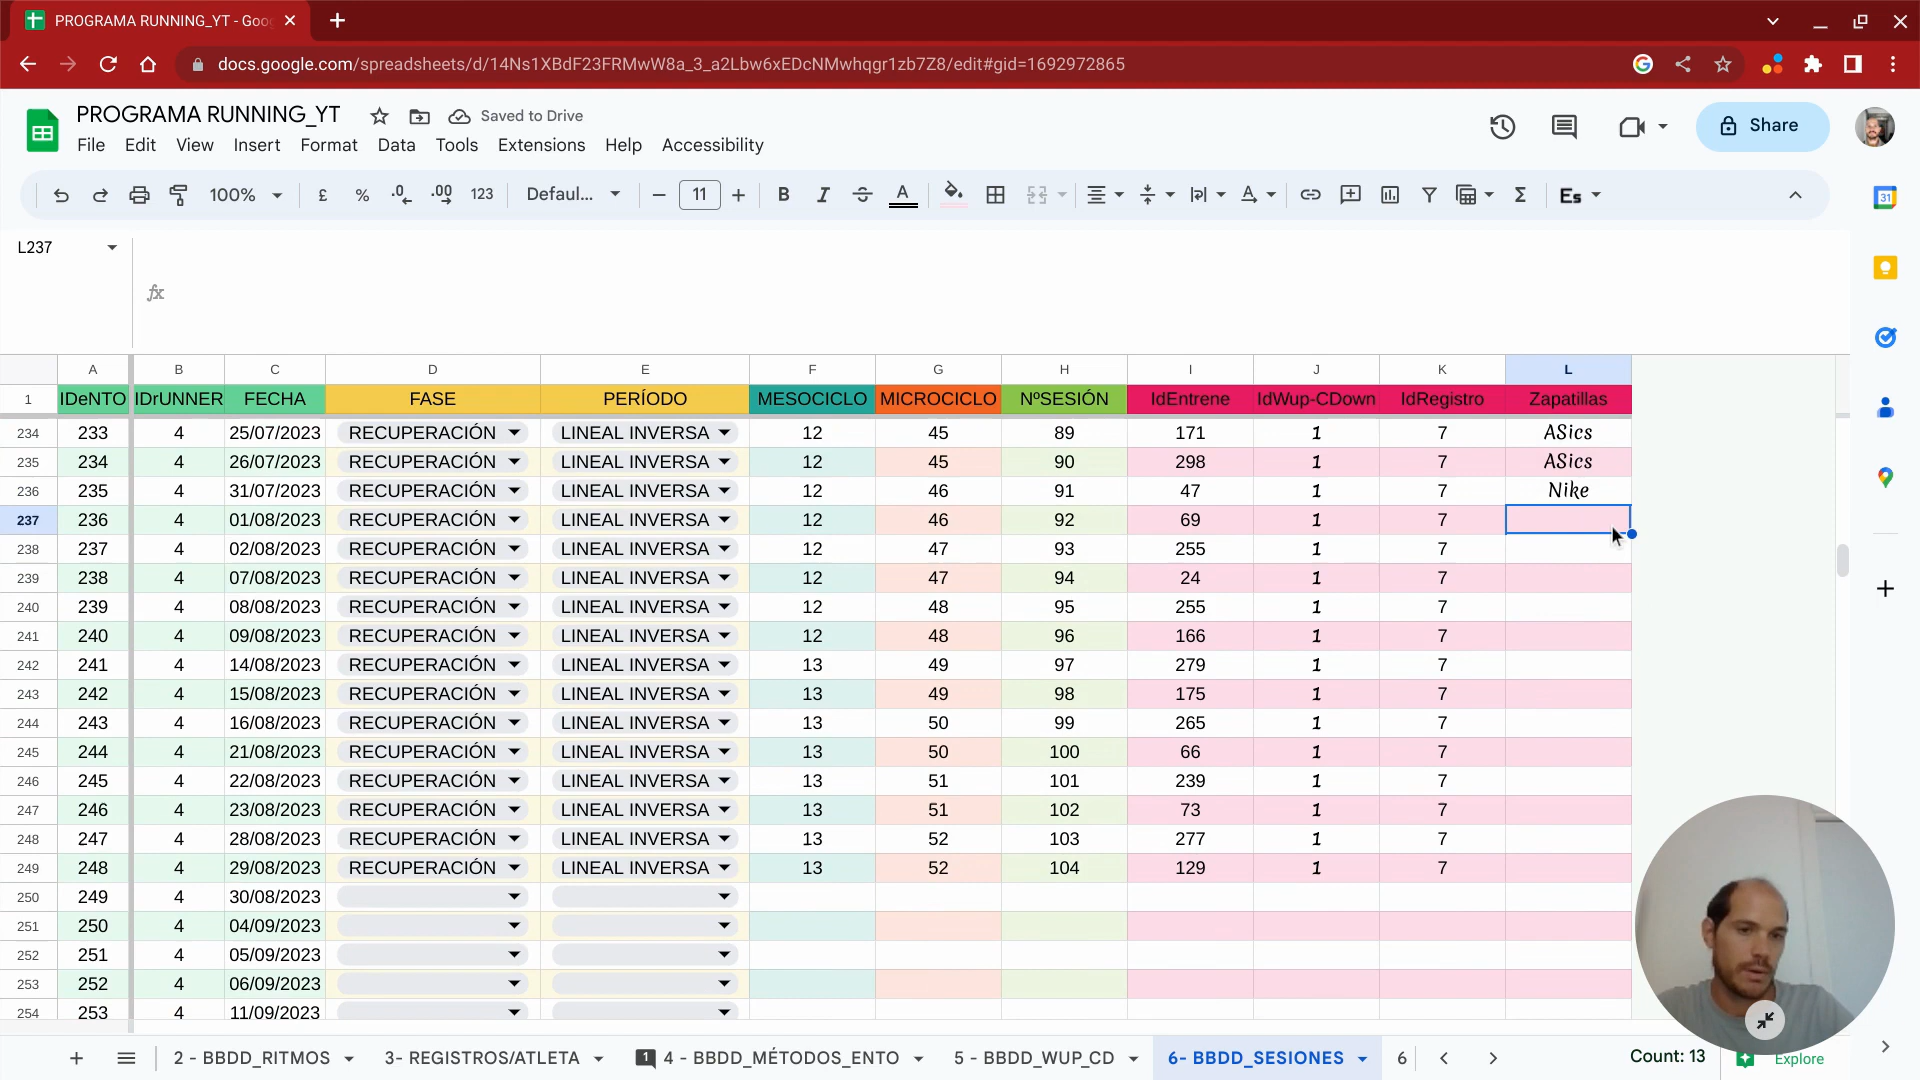 PROGRAMA RUNNING_YT - Goo
docs.google.com/spreadsheets/d/14Ns1XBdF23FRMwW8a_3_a2Lbw6xEDcNMwhqgr1zb7Z8/edit#gid=1692972865
PROGRAMA RUNNING_YT Saved to Drive
File Edit View Insert Format Data Tools Extensions Help Accessibility
Share
100% £ % .0 .00 123 Defaul... 11 B I A Σ Es
31
L237
fx
A B C D E F G H I J K L
1 IDeNTO IDrUNNER FECHA FASE PERÍODO MESOCICLO MICROCICLO NºSESIÓN IdEntrene IdWup-CDown IdRegistro Zapatillas
234 233 4 25/07/2023 RECUPERACIÓN LINEAL INVERSA 12 45 89 171 1 7 ASics
235 234 4 26/07/2023 RECUPERACIÓN LINEAL INVERSA 12 45 90 298 1 7 ASics
236 235 4 31/07/2023 RECUPERACIÓN LINEAL INVERSA 12 46 91 47 1 7 Nike
237 236 4 01/08/2023 RECUPERACIÓN LINEAL INVERSA 12 46 92 69 1 7
238 237 4 02/08/2023 RECUPERACIÓN LINEAL INVERSA 12 47 93 255 1 7
239 238 4 07/08/2023 RECUPERACIÓN LINEAL INVERSA 12 47 94 24 1 7
240 239 4 08/08/2023 RECUPERACIÓN LINEAL INVERSA 12 48 95 255 1 7
241 240 4 09/08/2023 RECUPERACIÓN LINEAL INVERSA 12 48 96 166 1 7
242 241 4 14/08/2023 RECUPERACIÓN LINEAL INVERSA 13 49 97 279 1 7
243 242 4 15/08/2023 RECUPERACIÓN LINEAL INVERSA 13 49 98 175 1 7
244 243 4 16/08/2023 RECUPERACIÓN LINEAL INVERSA 13 50 99 265 1 7
245 244 4 21/08/2023 RECUPERACIÓN LINEAL INVERSA 13 50 100 66 1 7
246 245 4 22/08/2023 RECUPERACIÓN LINEAL INVERSA 13 51 101 239 1 7
247 246 4 23/08/2023 RECUPERACIÓN LINEAL INVERSA 13 51 102 73 1 7
248 247 4 28/08/2023 RECUPERACIÓN LINEAL INVERSA 13 52 103 277 1 7
249 248 4 29/08/2023 RECUPERACIÓN LINEAL INVERSA 13 52 104 129 1 7
250 249 4 30/08/2023
251 250 4 04/09/2023
252 251 4 05/09/2023
253 252 4 06/09/2023
254 253 4 11/09/2023
2 - BBDD_RITMOS 3- REGISTROS/ATLETA 1 4 - BBDD_MÉTODOS_ENTO 5 - BBDD_WUP_CD 6- BBDD_SESIONES 6 Count: 13 Explore